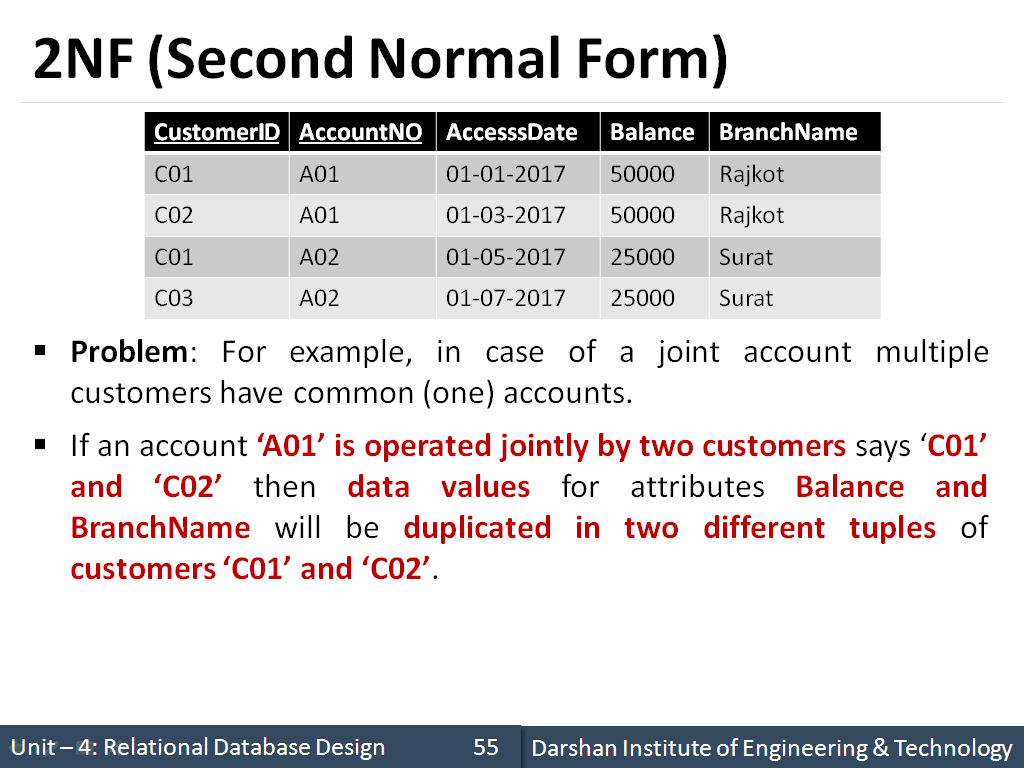 2NF (Second Normal Form)
CustomerID AccountNO AccesssDate Balance BranchName
C01 A01 01-01-2017 50000 Rajkot
C02 A01 01-03-2017 50000 Rajkot
C01 A02 01-05-2017 25000 Surat
C03 A02 01-07-2017 25000 Surat
▪ Problem: For example, in case of a joint account multiple
customers have common (one) accounts.
▪ If an account ‘A01’ is operated jointly by two customers says ‘C01’
and ‘C02’ then data values for attributes Balance and
BranchName will be duplicated in two different tuples of
customers ‘C01’ and ‘C02’.
Unit – 4: Relational Database Design 55 Darshan Institute of Engineering & Technology